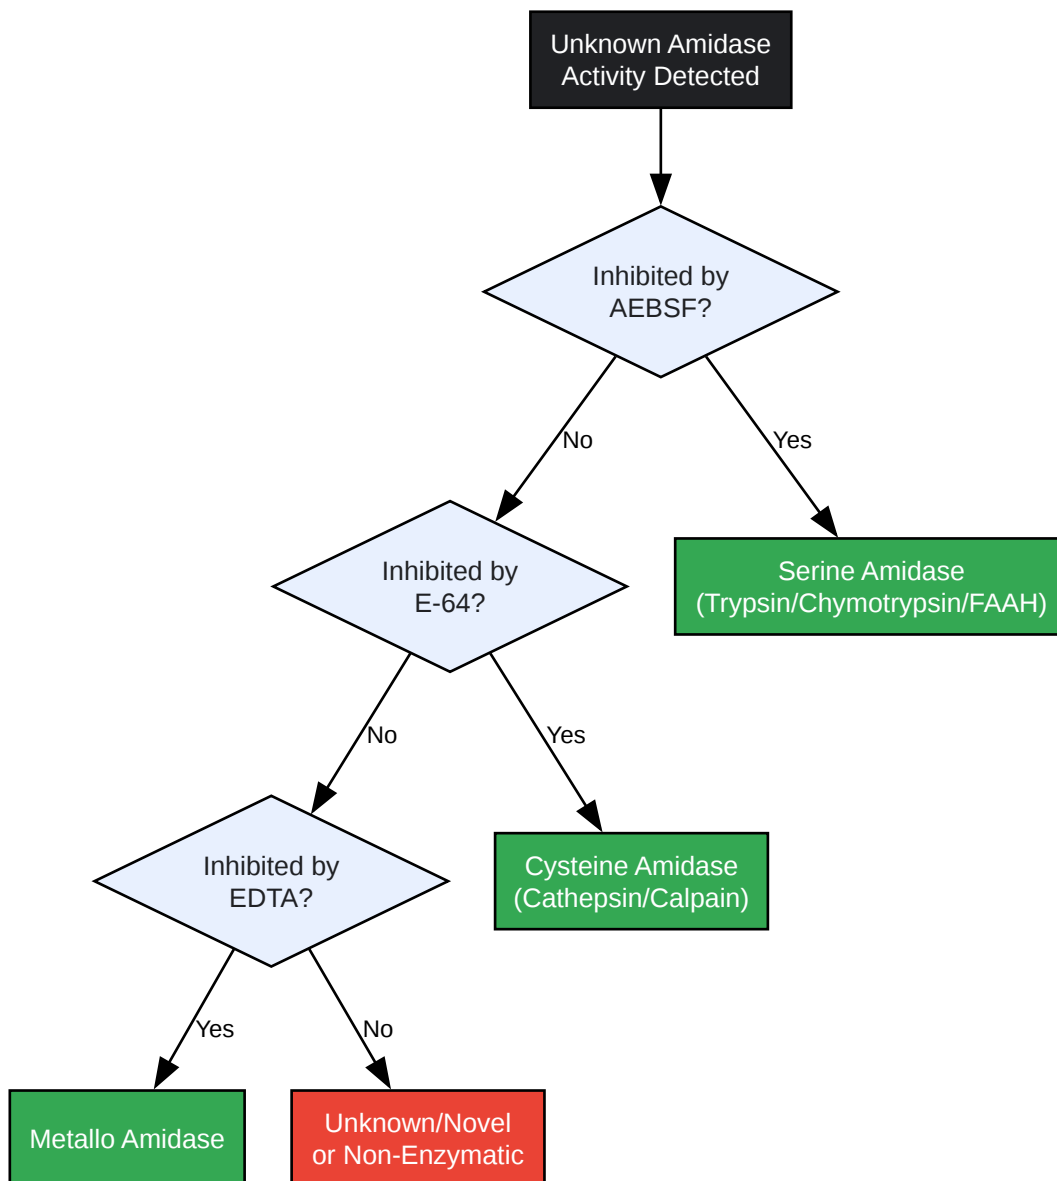 Unknown Amidase
Activity Detected
Inhibited by
AEBSF?
No
Yes
Inhibited by
E-64?
Serine Amidase
(Trypsin/Chymotrypsin/FAAH)
No
Yes
Inhibited by
EDTA?
Cysteine Amidase
(Cathepsin/Calpain)
Yes
No
Metallo Amidase
Unknown/Novel
or Non-Enzymatic